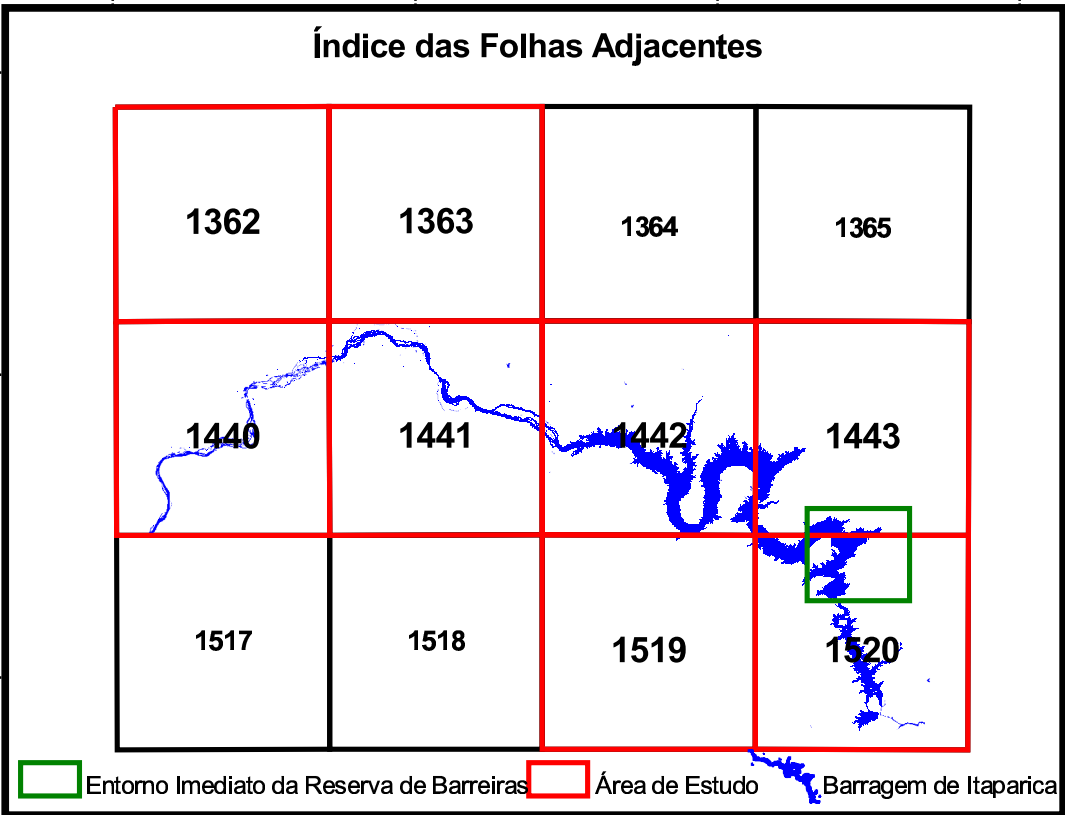 Índice das Folhas Adjacentes
1362 1363 1364 1365
1440 1441 1442 1443
1517 1518 1519 1520
Entorno Imediato da Reserva de Barreiras Área de Estudo Barragem de Itaparica